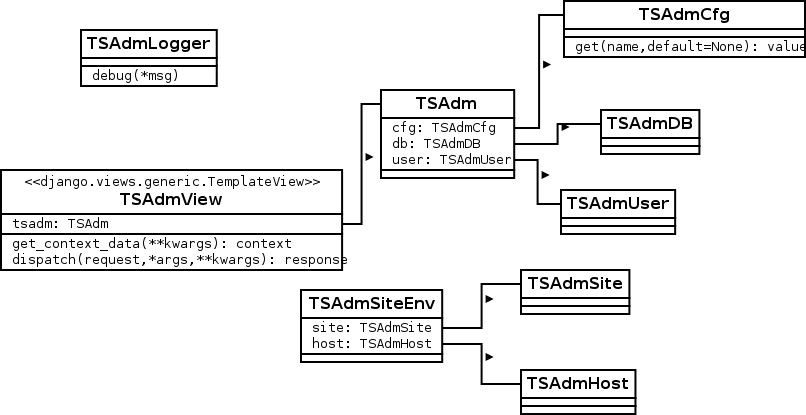 TSAdmCfg
get(name,default=None): value
TSAdmLogger
debug(*msg)
TSAdm
cfg: TSAdmCfg
db: TSAdmDB
user: TSAdmUser
TSAdmDB
<<django.views.generic.TemplateView>>
TSAdmView
tsadm: TSAdm
get_context_data(**kwargs): context
dispatch(request,*args,**kwargs): response
TSAdmUser
TSAdmSiteEnv
site: TSAdmSite
host: TSAdmHost
TSAdmSite
TSAdmHost